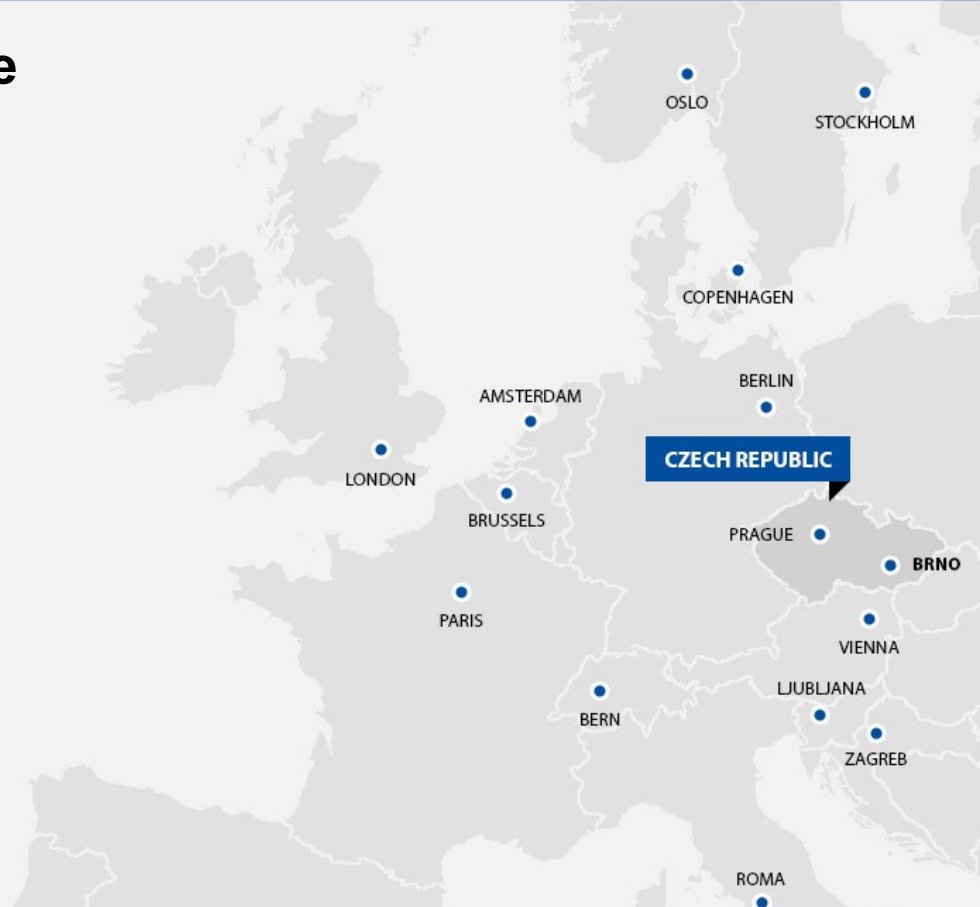 e
OSLO
STOCKHOLM
COPENHAGEN
BERLIN
AMSTERDAM
CZECH REPUBLIC
LONDON
BRUSSELS
PRAGUE
BRNO
PARIS
VIENNA
LJUBLJANA
BERN
ZAGREB
ROMA